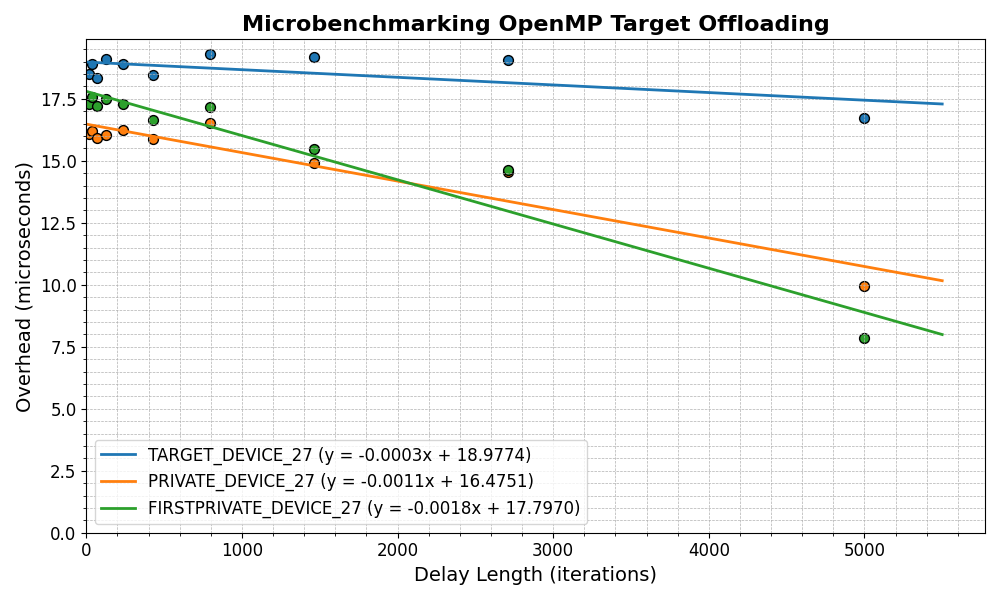 Microbenchmarking OpenMP Target Offloading
Overhead (microseconds)
17.5
15.0
12.5
10.0
7.5
5.0
2.5
0.0
TARGET_DEVICE_27 (y = -0.0003x + 18.9774)
PRIVATE_DEVICE_27 (y = -0.0011x + 16.4751)
FIRSTPRIVATE_DEVICE_27 (y = -0.0018x + 17.7970)
0 1000 2000 3000 4000 5000
Delay Length (iterations)